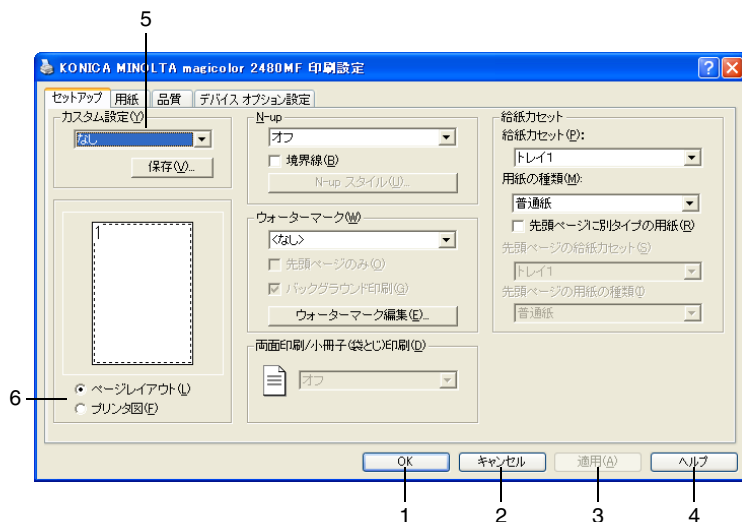 5
KONICA MINOLTA magicolor 2480MF 印刷設定
セットアップ 用紙 品質 デバイス オプション設定
カスタム設定(Y)
なし
保存(V)...
1
ページレイアウト(L)
プリンタ図(F)
6
N-up
オフ
境界線(B)
N-up スタイル(U)...
ウォーターマーク(W)
<なし>
先頭ページのみ(O)
バックグラウンド印刷(G)
ウォーターマーク編集(E)...
両面印刷/小冊子(袋とじ)印刷(D)
オフ
給紙カセット
給紙カセット(P):
トレイ1
用紙の種類(M):
普通紙
先頭ページに別タイプの用紙(R)
先頭ページの給紙カセット(S)
トレイ1
先頭ページの用紙の種類(I)
普通紙
OK キャンセル 適用(A) ヘルプ
1 2 3 4